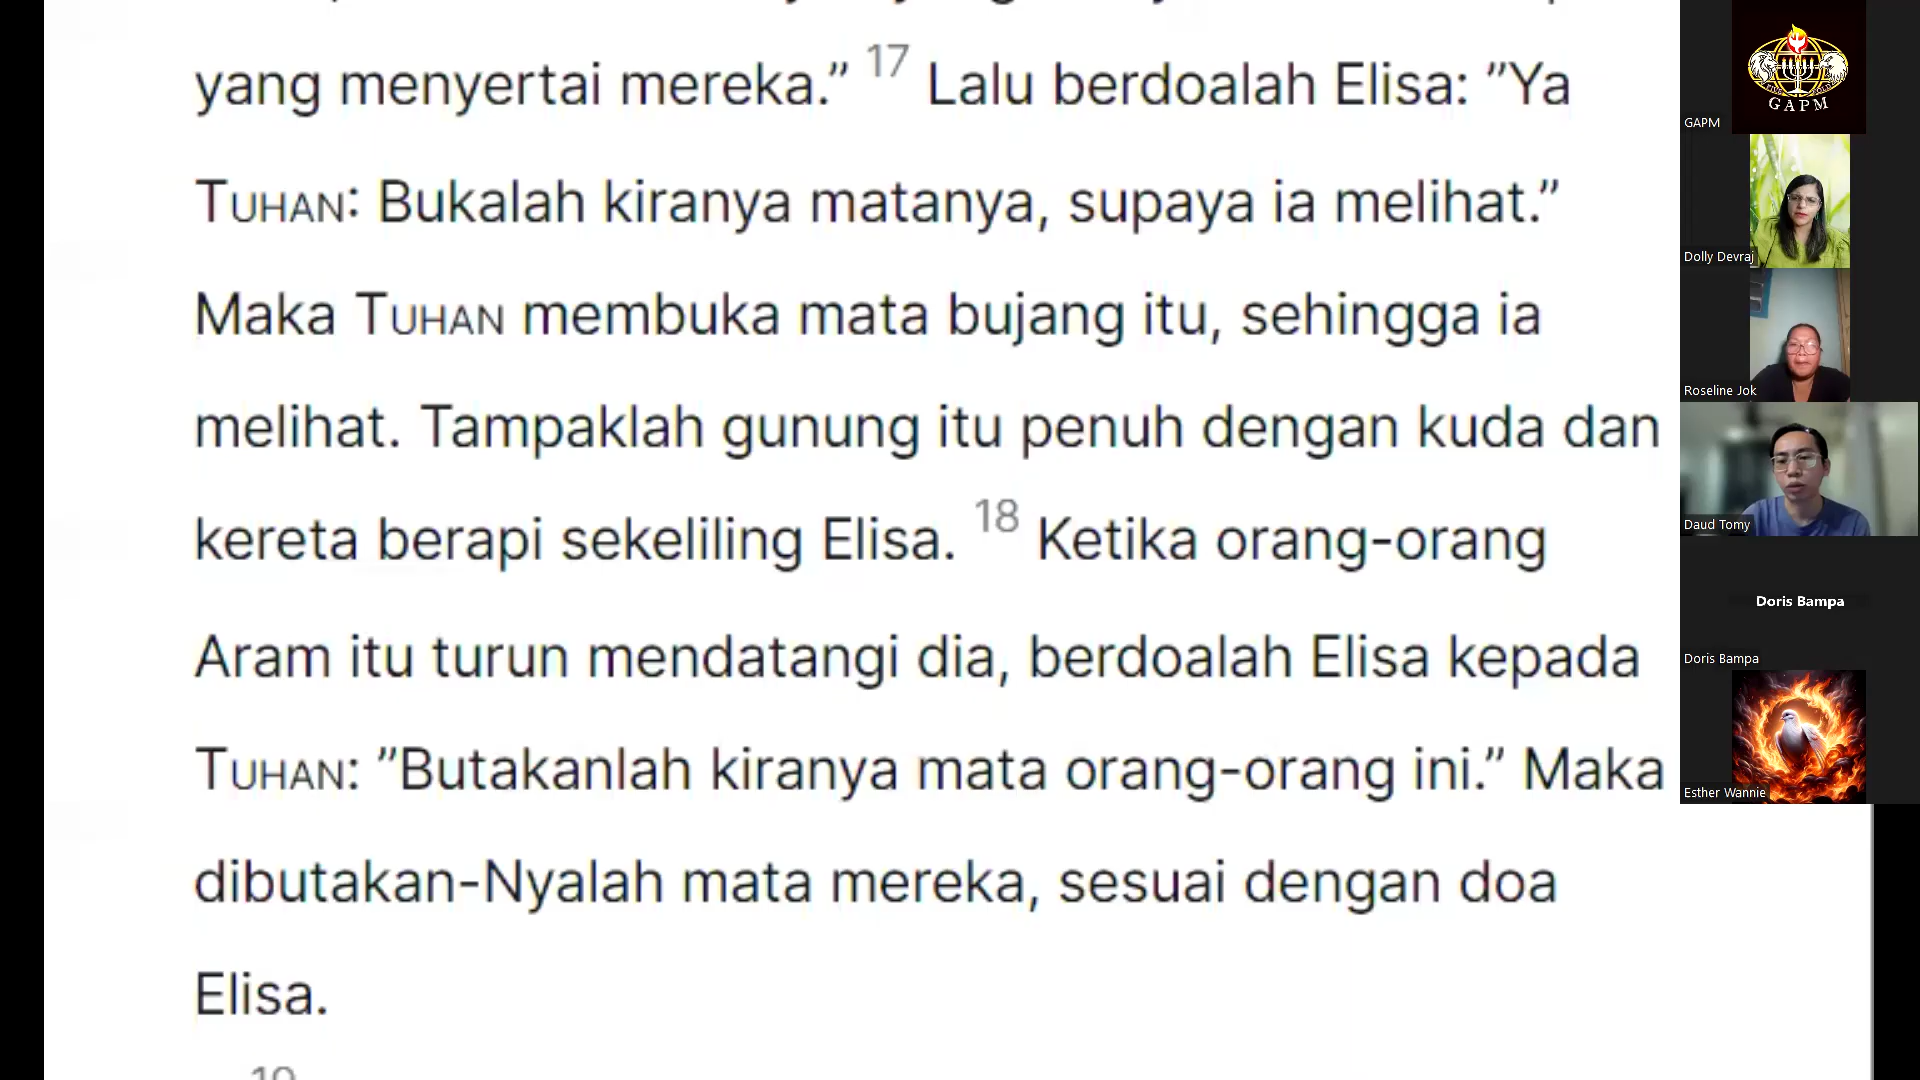 yang menyertai mereka.” 17 Lalu berdoalah Elisa: ”Ya
TUHAN: Bukalah kiranya matanya, supaya ia melihat.”
Maka TUHAN membuka mata bujang itu, sehingga ia
melihat. Tampaklah gunung itu penuh dengan kuda dan
kereta berapi sekeliling Elisa. 18 Ketika orang-orang
Aram itu turun mendatangi dia, berdoalah Elisa kepada
TUHAN: ”Butakanlah kiranya mata orang-orang ini.” Maka
dibutakan-Nyalah mata mereka, sesuai dengan doa
Elisa.
GAPM
GAPM
Dolly Devraj
Roseline Jok
Daud Tomy
Doris Bampa
Doris Bampa
Esther Wannie